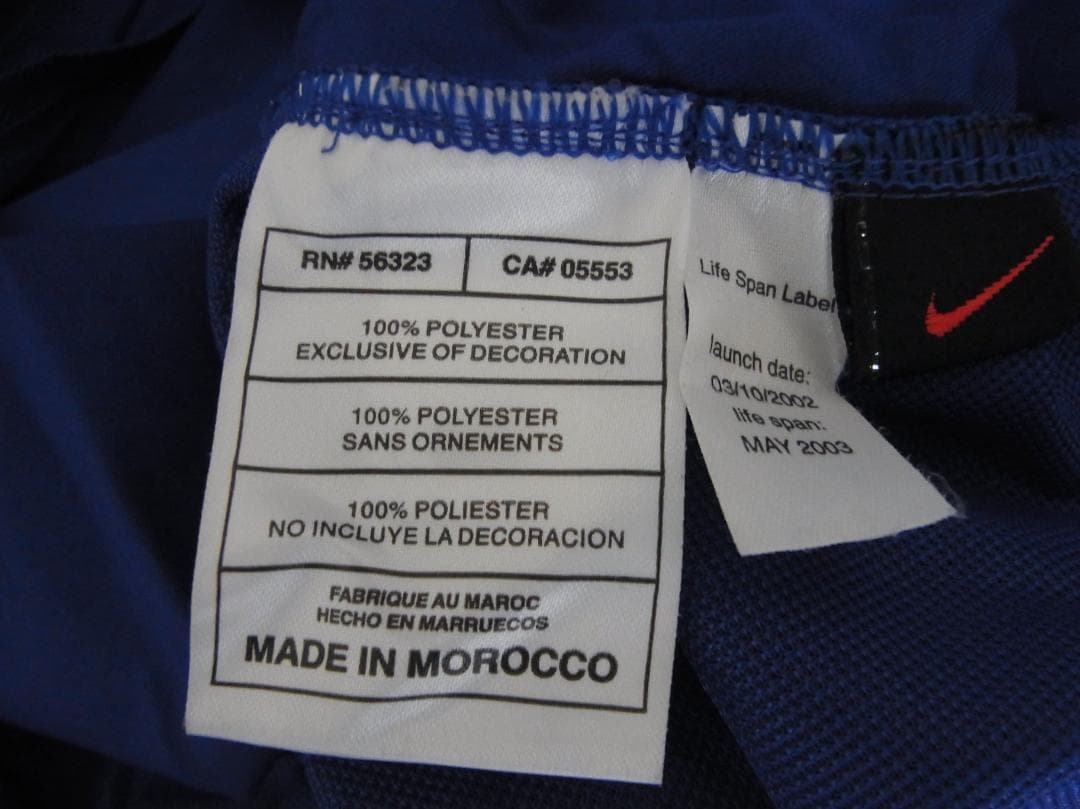 RN# 56323
CA# 05553
100% POLYESTER
EXCLUSIVE OF DECORATION
100% POLYESTER
SANS ORNEMENTS
100% POLIESTER
NO INCLUYE LA DECORACION
FABRIQUE AU MAROC
HECHO EN MARRUECOS
MADE IN MOROCCO
Life Span Label
launch date:
03/10/2002
life span:
MAY 2003